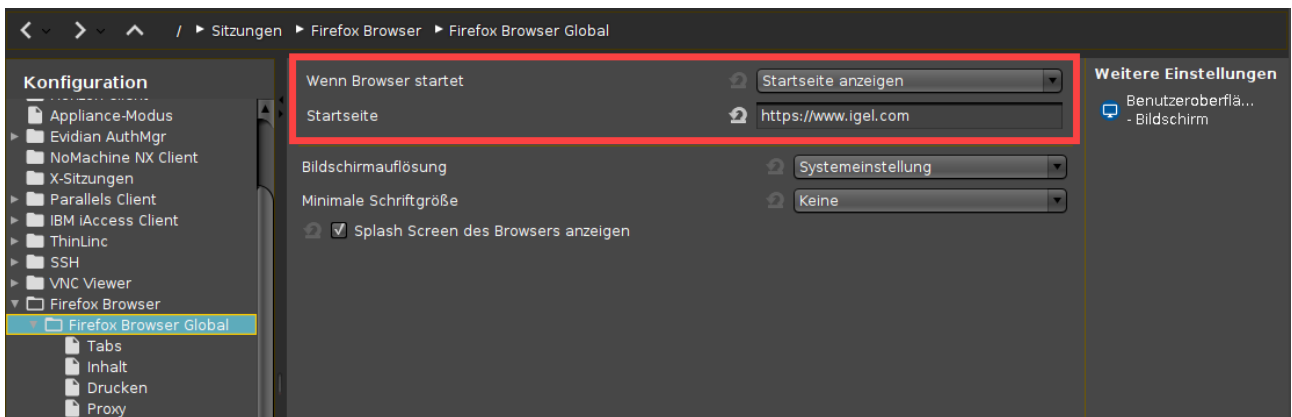 / ▸ Sitzungen ▸ Firefox Browser ▸ Firefox Browser Global
Konfiguration
Appliance-Modus
Evidian AuthMgr
NoMachine NX Client
X-Sitzungen
Parallels Client
IBM iAccess Client
ThinLinc
SSH
VNC Viewer
Firefox Browser
Firefox Browser Global
Tabs
Inhalt
Drucken
Proxy
Wenn Browser startet Startseite anzeigen
Startseite https://www.igel.com
Bildschirmauflösung Systemeinstellung
Minimale Schriftgröße Keine
Splash Screen des Browsers anzeigen
Weitere Einstellungen
Benutzeroberflä...
- Bildschirm